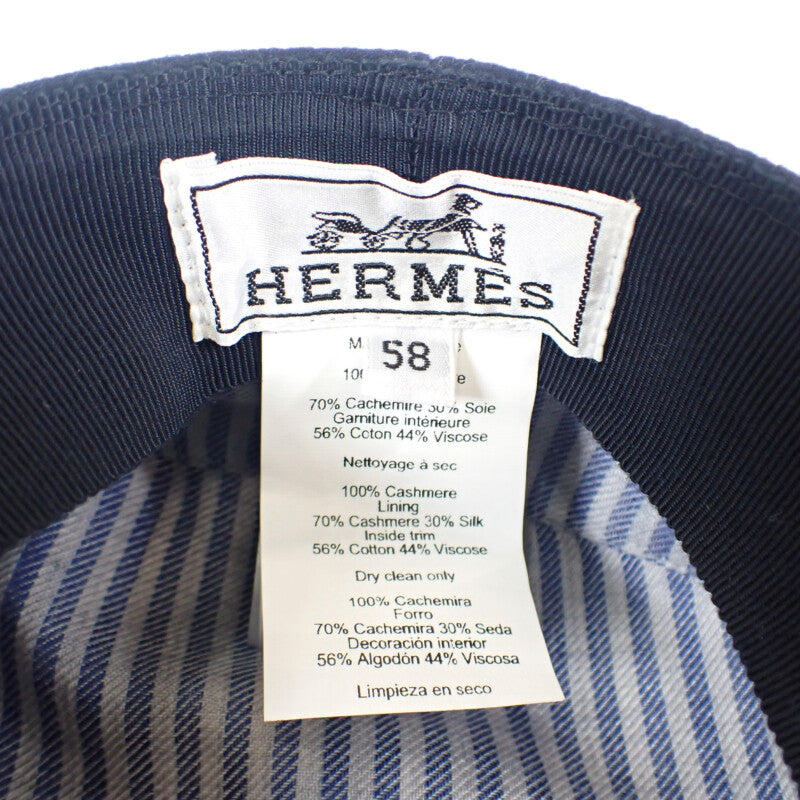 HERMÈS
58
70% Cachemire 30% Soie
Garniture intérieure
56% Coton 44% Viscose
Nettoyage à sec
100% Cashmere
Lining
70% Cashmere 30% Silk
Inside trim
56% Cotton 44% Viscose
Dry clean only
100% Cachemira
Forro
70% Cachemira 30% Seda
Decoración interior
56% Algodón 44% Viscosa
Limpieza en seco